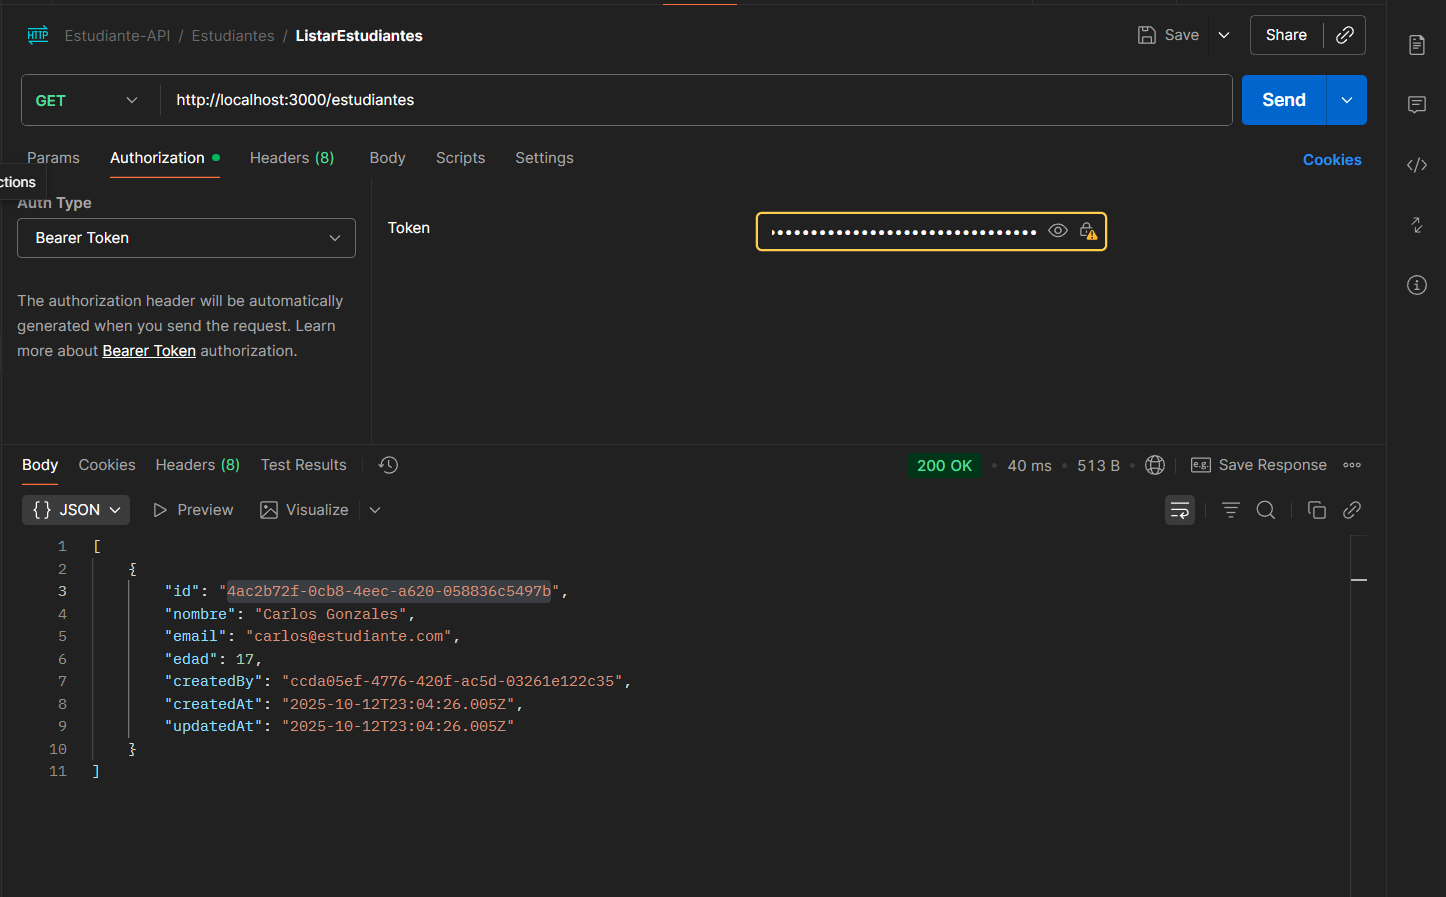 HTTP Estudiante-API / Estudiantes / ListarEstudiantes Save Share
GET http://localhost:3000/estudiantes Send
Params Authorization Headers (8) Body Scripts Settings Cookies
ctions
Auth Type
Bearer Token
Token
The authorization header will be automatically
generated when you send the request. Learn
more about Bearer Token authorization.
Body Cookies Headers (8) Test Results 200 OK • 40 ms • 513 B • e.g. Save Response
{} JSON Preview Visualize
1 [
2 {
3 "id": "4ac2b72f-0cb8-4eec-a620-058836c5497b",
4 "nombre": "Carlos Gonzales",
5 "email": "carlos@estudiante.com",
6 "edad": 17,
7 "createdBy": "ccda05ef-4776-420f-ac5d-03261e122c35",
8 "createdAt": "2025-10-12T23:04:26.005Z",
9 "updatedAt": "2025-10-12T23:04:26.005Z"
10 }
11 ]